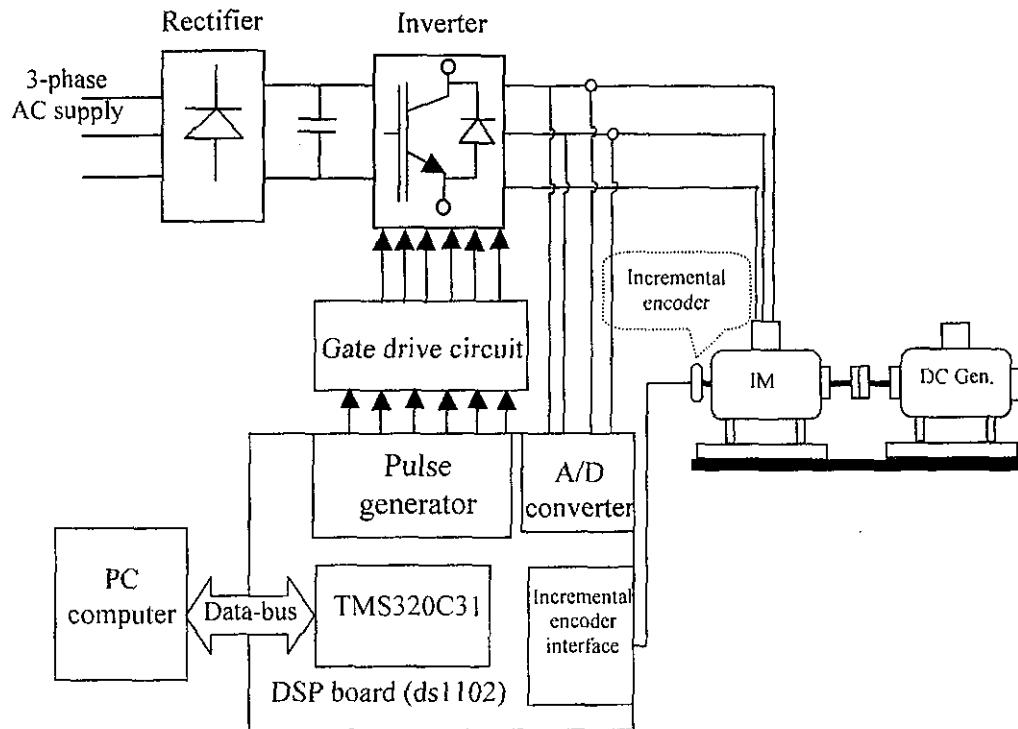 Rectifier
Inverter
3-phase
AC supply
Incremental
encoder
Gate drive circuit
IM
DC Gen.
Pulse
generator
A/D
converter
PC
computer
Data-bus
TMS320C31
Incremental
encoder
interface
DSP board (ds1102)